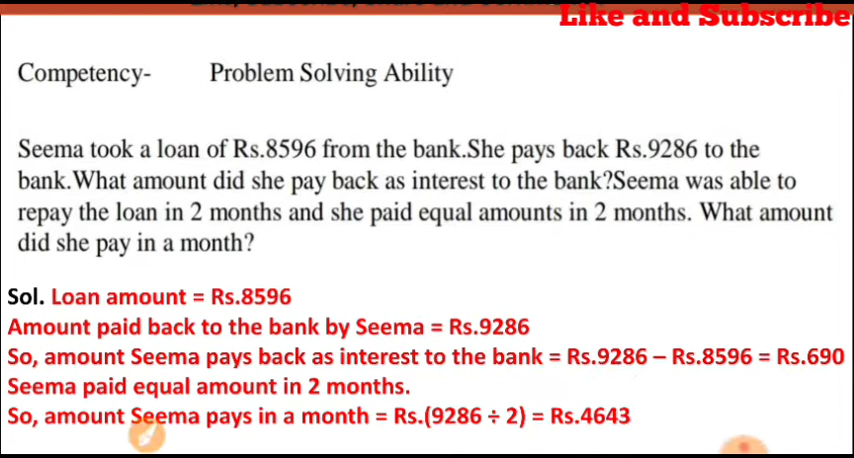 Like and Subscribe
Competency- Problem Solving Ability
Seema took a loan of Rs.8596 from the bank.She pays back Rs.9286 to the
bank.What amount did she pay back as interest to the bank?Seema was able to
repay the loan in 2 months and she paid equal amounts in 2 months. What amount
did she pay in a month?
Sol. Loan amount = Rs.8596
Amount paid back to the bank by Seema = Rs.9286
So, amount Seema pays back as interest to the bank = Rs.9286 – Rs.8596 = Rs.690
Seema paid equal amount in 2 months.
So, amount Seema pays in a month = Rs.(9286 ÷ 2) = Rs.4643